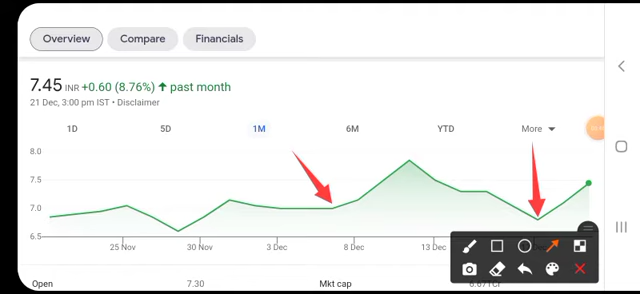 Overview Compare Financials
7.45 INR +0.60 (8.76%) ↑ past month
21 Dec, 3:00 pm IST • Disclaimer
1D 5D 1M 6M YTD More
8.0
7.5
7.0
6.5
25 Nov 30 Nov 3 Dec 8 Dec 13 Dec
Open 7.30 Mkt cap